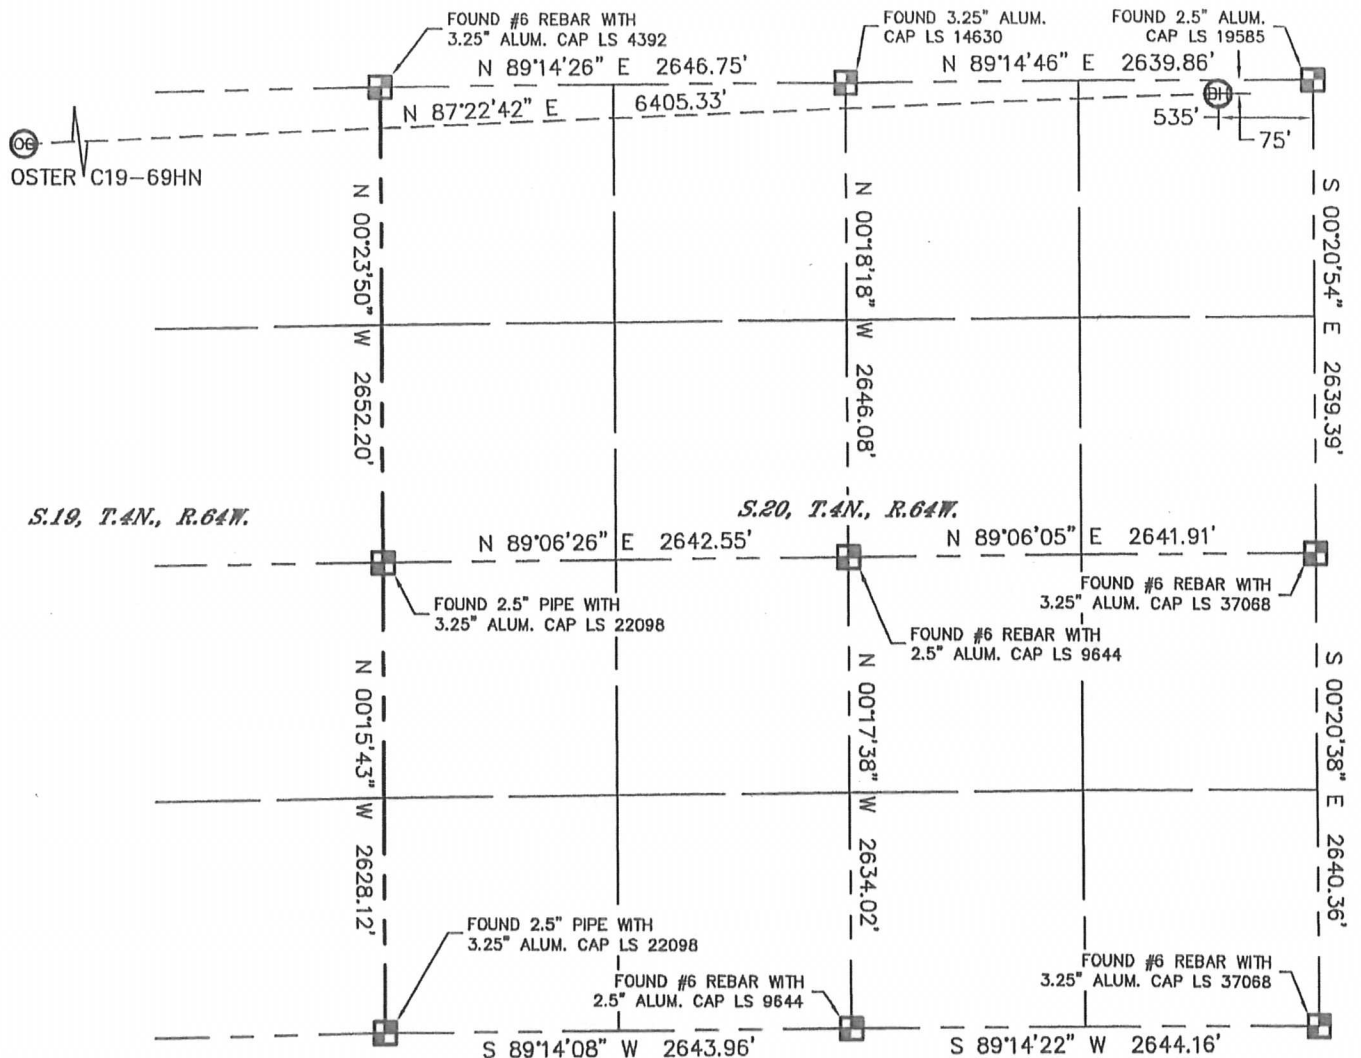 FOUND #6 REBAR WITH
3.25" ALUM. CAP LS 4392
FOUND 3.25" ALUM.
CAP LS 14630
FOUND 2.5" ALUM.
CAP LS 19585
N 89°14'26" E 2646.75'
N 89°14'46" E 2639.86'
N 87°22'42" E 6405.33'
BH
535'
75'
OSTER C19-69HN
N 00°23'50" W 2652.20'
N 00°18'18" W 2646.08'
S 00°20'54" E 2639.39'
S.19, T.4N., R.64W.
S.20, T.4N., R.64W.
N 89°06'26" E 2642.55'
N 89°06'05" E 2641.91'
FOUND #6 REBAR WITH
3.25" ALUM. CAP LS 37068
FOUND 2.5" PIPE WITH
3.25" ALUM. CAP LS 22098
FOUND #6 REBAR WITH
2.5" ALUM. CAP LS 9644
N 00°15'43" W 2628.12'
N 00°17'38" W 2634.02'
S 00°20'38" E 2640.36'
FOUND 2.5" PIPE WITH
3.25" ALUM. CAP LS 22098
FOUND #6 REBAR WITH
2.5" ALUM. CAP LS 9644
FOUND #6 REBAR WITH
3.25" ALUM. CAP LS 37068
S 89°14'08" W 2643.96'
S 89°14'22" W 2644.16'